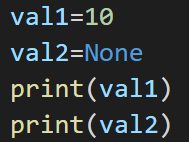 val1=10
val2=None
print(val1)
print(val2)